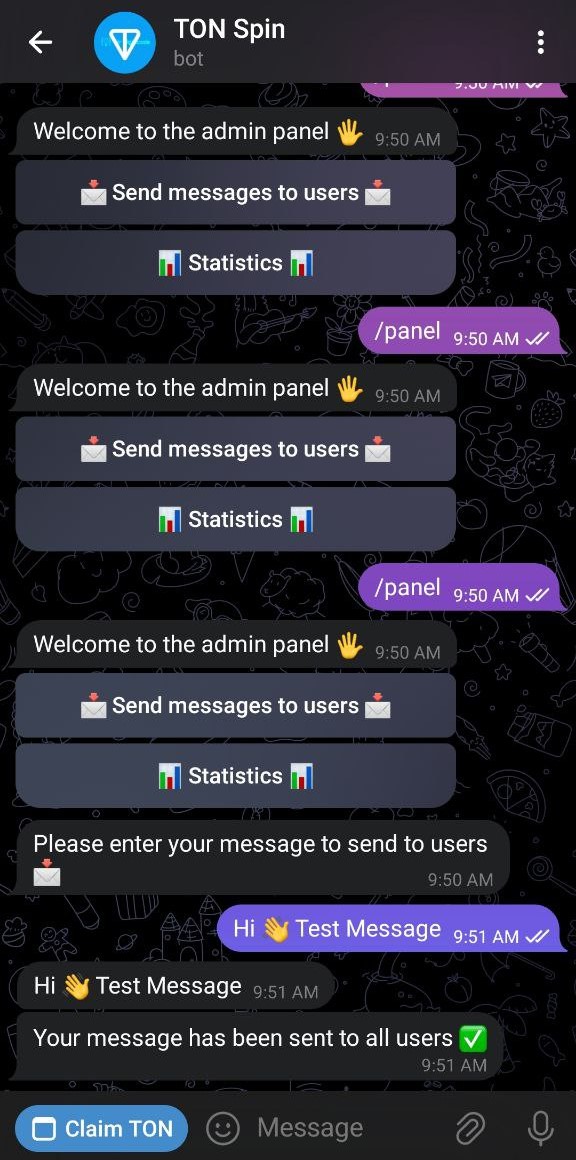 TON Spin
bot
9:50 AM
Welcome to the admin panel 🖐 9:50 AM
📩 Send messages to users 📩
📊 Statistics 📊
/panel 9:50 AM
Welcome to the admin panel 🖐 9:50 AM
📩 Send messages to users 📩
📊 Statistics 📊
/panel 9:50 AM
Welcome to the admin panel 🖐 9:50 AM
📩 Send messages to users 📩
📊 Statistics 📊
Please enter your message to send to users
📩 9:50 AM
Hi 👋 Test Message 9:51 AM
Hi 👋 Test Message 9:51 AM
Your message has been sent to all users ✅
9:51 AM
Claim TON
Message